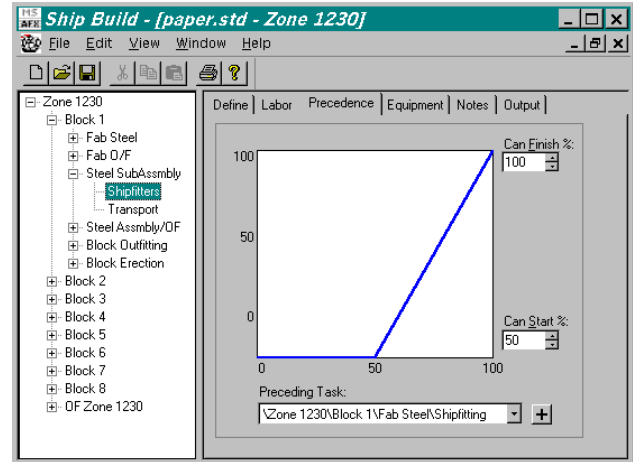 MS
AFX
Ship Build - [paper.std - Zone 1230]
File Edit View Window Help
Zone 1230
Block 1
Fab Steel
Fab O/F
Steel SubAssmbly
Shipfitters
Transport
Steel Assmbly/OF
Block Outfitting
Block Erection
Block 2
Block 3
Block 4
Block 5
Block 6
Block 7
Block 8
OF Zone 1230
Define Labor Precedence Equipment Notes Output
Can Finish %:
100
100
50
0
Can Start %:
50
0 50 100
Preceding Task:
\Zone 1230\Block 1\Fab Steel\Shipfitting